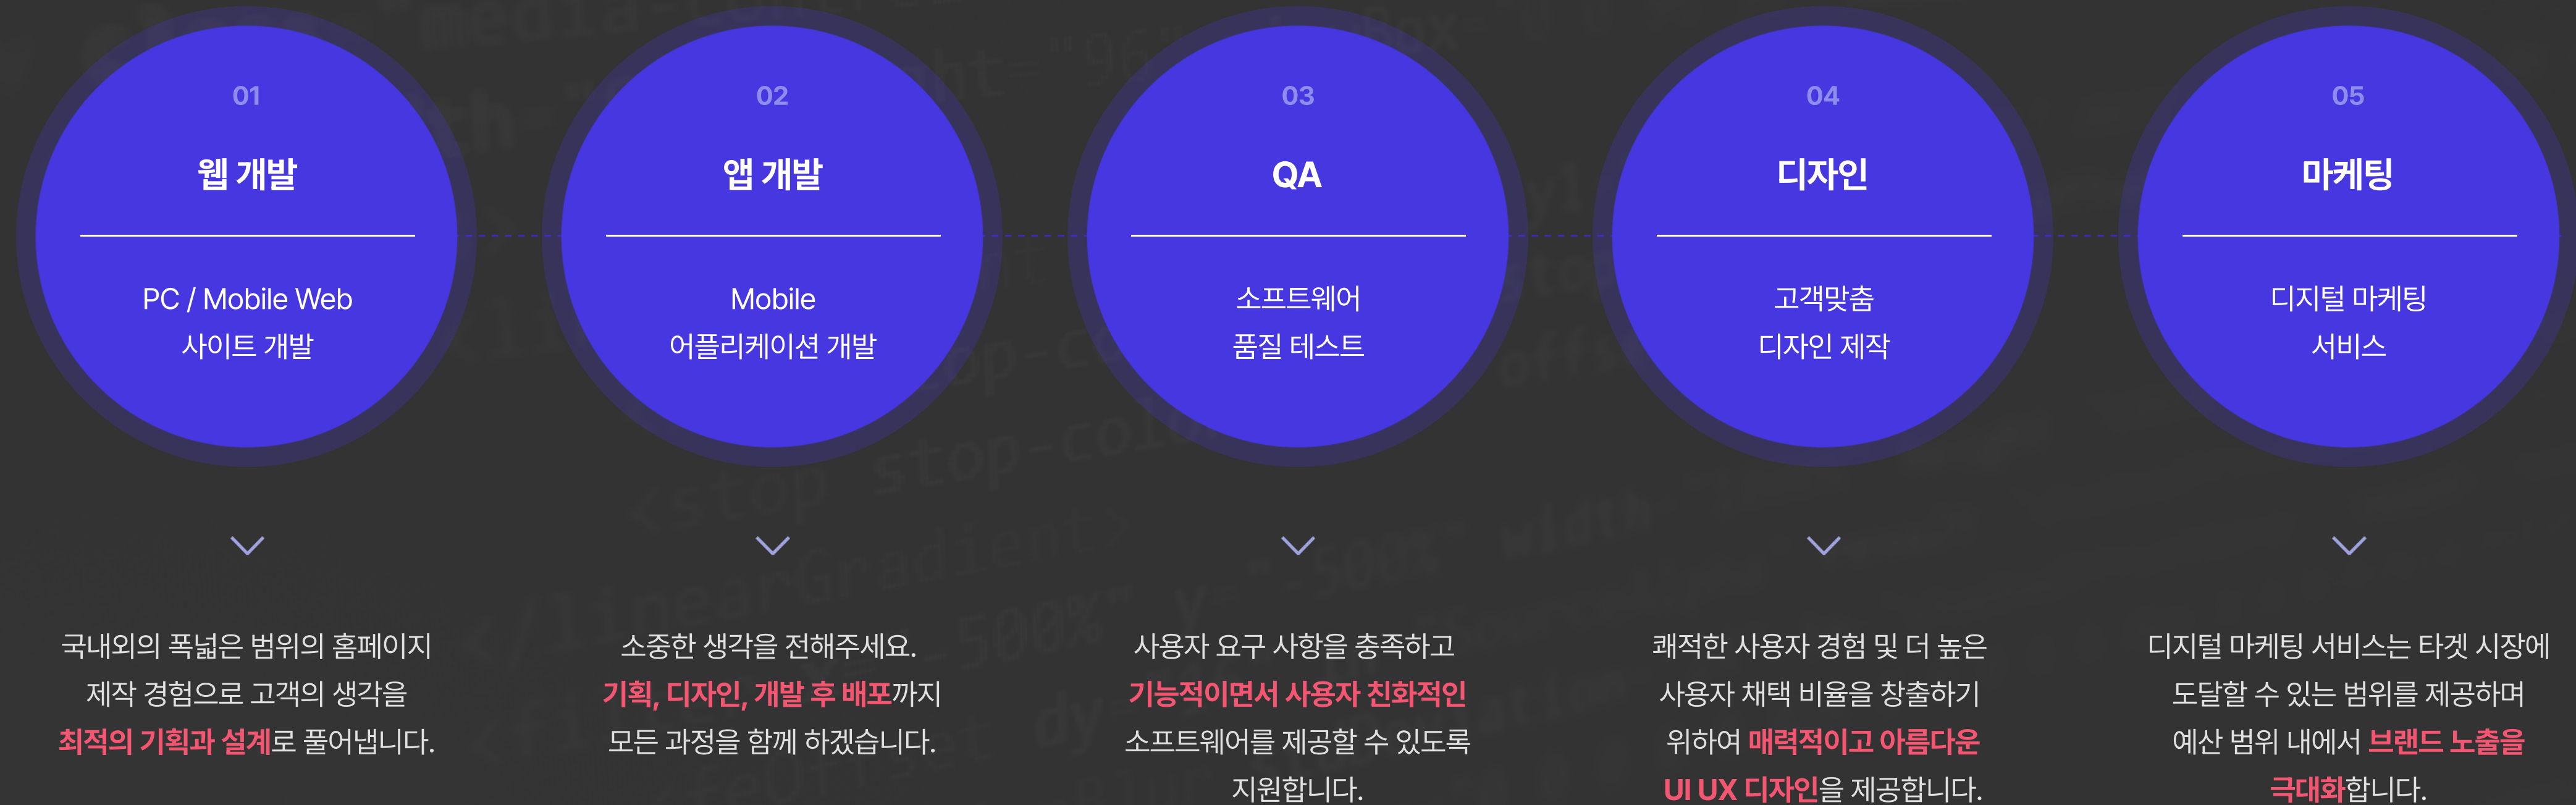 01
웹 개발
PC / Mobile Web
사이트 개발
국내외의 폭넓은 범위의 홈페이지
제작 경험으로 고객의 생각을
최적의 기획과 설계로 풀어냅니다.
02
앱 개발
Mobile
어플리케이션 개발
소중한 생각을 전해주세요.
기획, 디자인, 개발 후 배포까지
모든 과정을 함께 하겠습니다.
03
QA
소프트웨어
품질 테스트
사용자 요구 사항을 충족하고
기능적이면서 사용자 친화적인
소프트웨어를 제공할 수 있도록
지원합니다.
04
디자인
고객맞춤
디자인 제작
쾌적한 사용자 경험 및 더 높은
사용자 채택 비율을 창출하기
위하여 매력적이고 아름다운
UI UX 디자인을 제공합니다.
05
마케팅
디지털 마케팅
서비스
디지털 마케팅 서비스는 타겟 시장에
도달할 수 있는 범위를 제공하며
예산 범위 내에서 브랜드 노출을
극대화합니다.